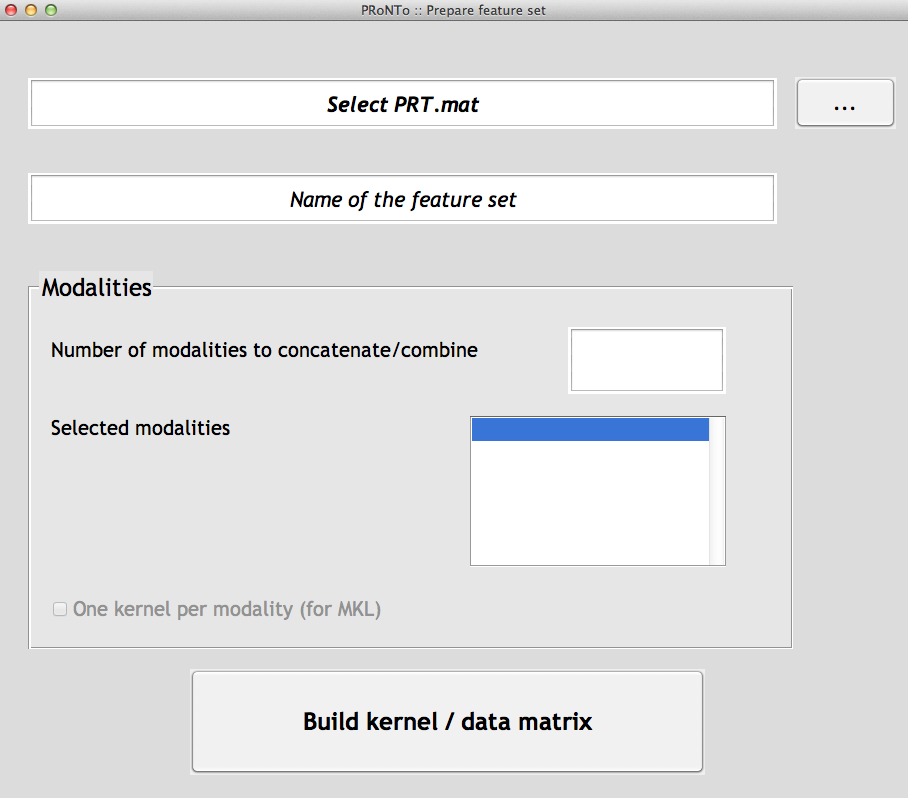 PRoNTo :: Prepare feature set
Select PRT.mat
...
Name of the feature set
Modalities
Number of modalities to concatenate/combine
Selected modalities
One kernel per modality (for MKL)
Build kernel / data matrix